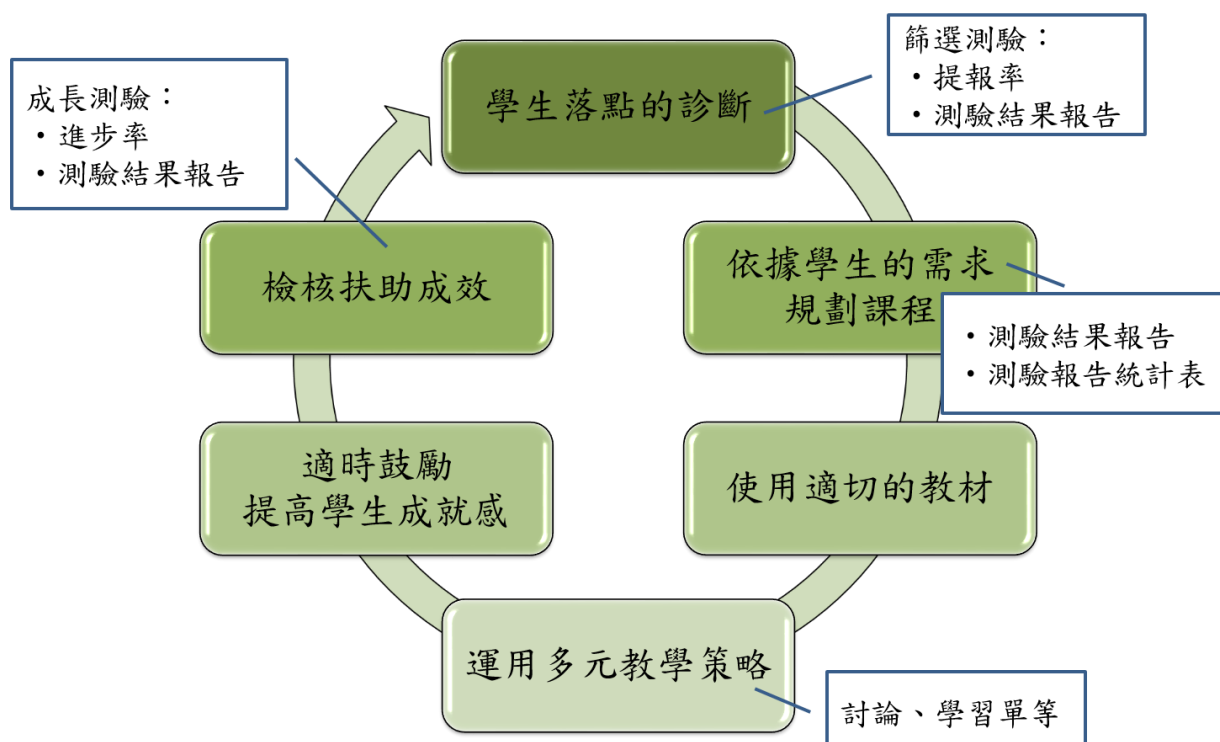 學生落點的診斷
篩選測驗：
・提報率
・測驗結果報告
依據學生的需求
規劃課程
・測驗結果報告
・測驗報告統計表
使用適切的教材
運用多元教學策略
討論、學習單等
適時鼓勵
提高學生成就感
檢核扶助成效
成長測驗：
・進步率
・測驗結果報告